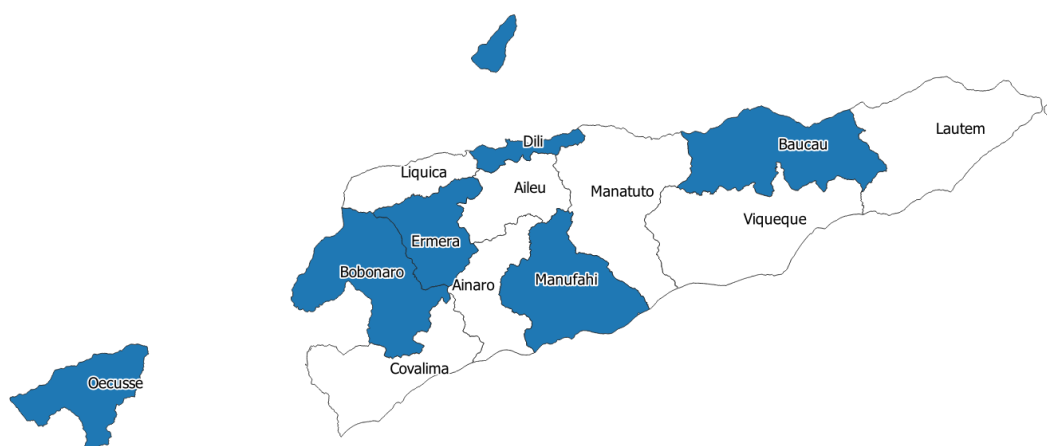 Lautem
Dili
Baucau
Liquica
Aileu
Manatuto
Viqueque
Ermera
Bobonaro
Ainaro
Manufahi
Covalima
Oecusse